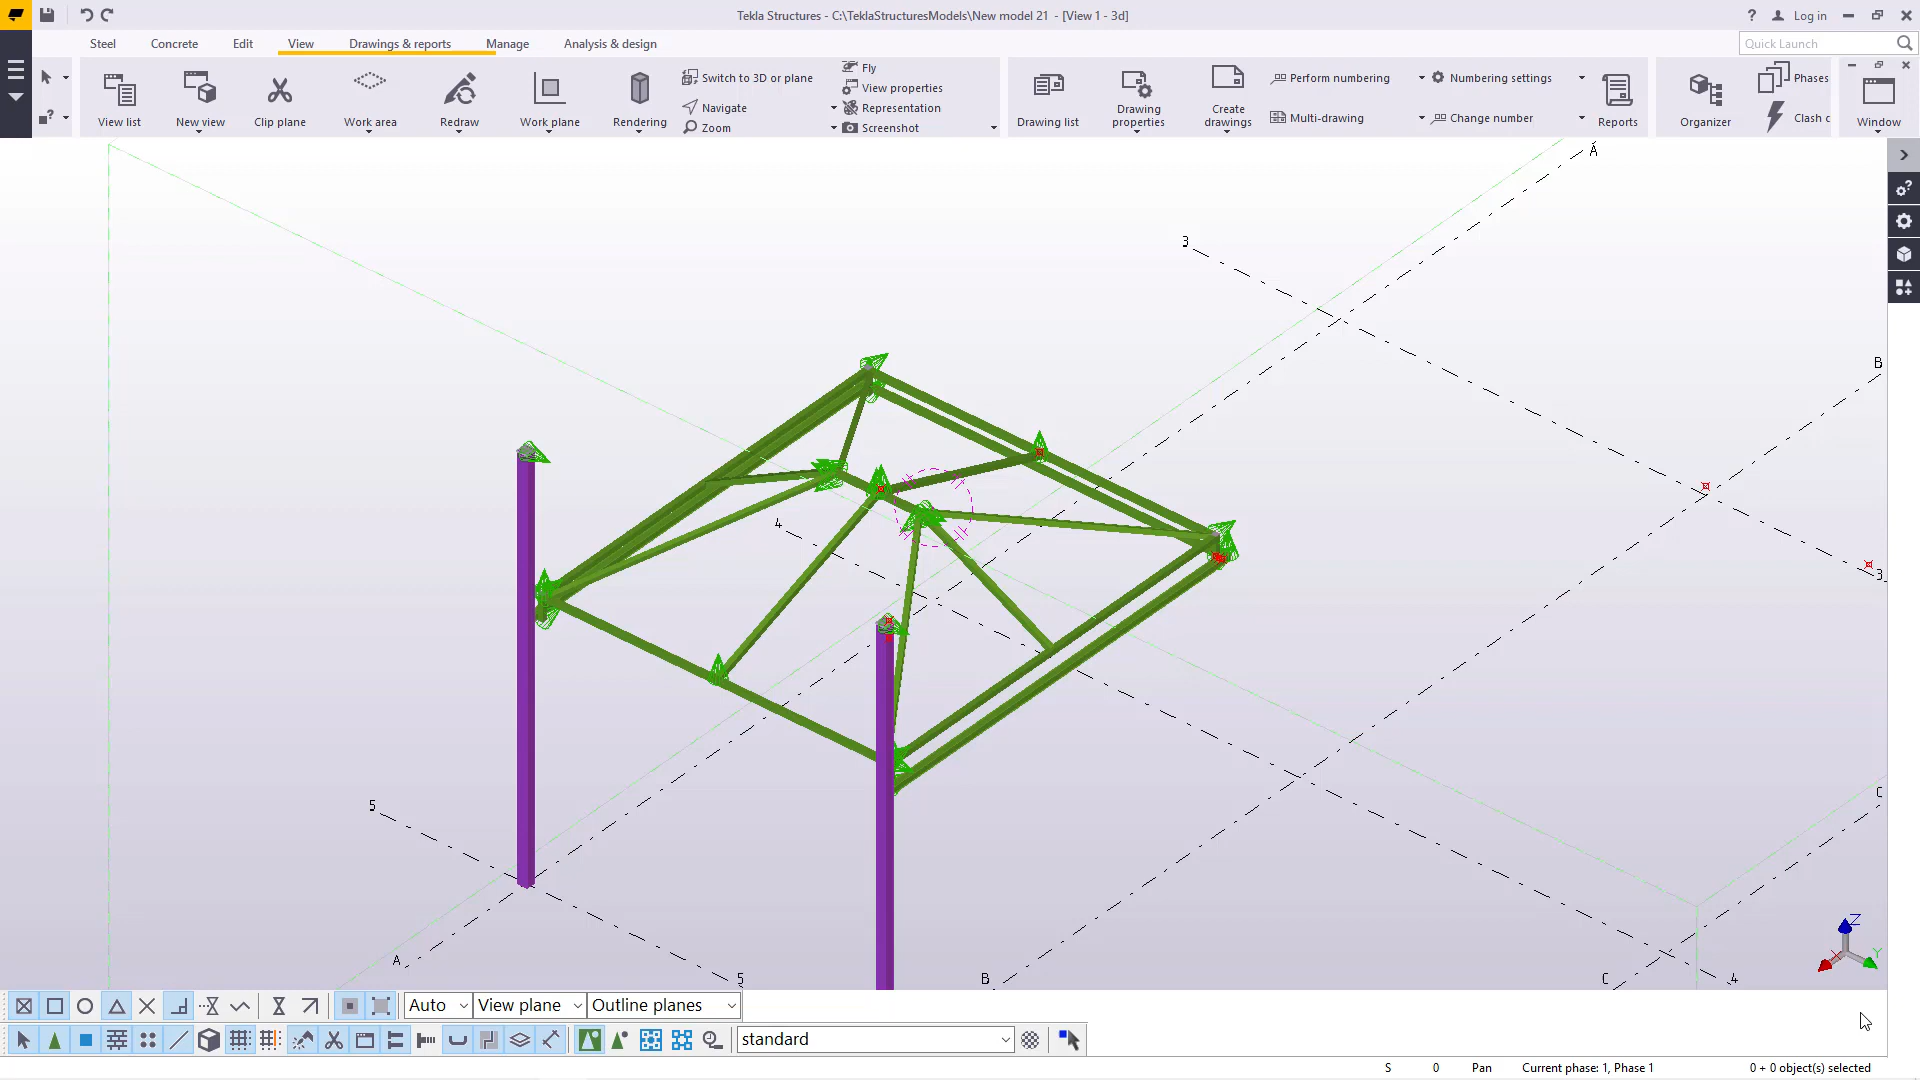 Tekla Structures - C:\TeklaStructuresModels\New model 21 - [View 1 - 3d]
Log in
Steel Concrete Edit View Drawings & reports Manage Analysis & design
Quick Launch
View list
New view
Clip plane
Work area
Redraw
Work plane
Rendering
Switch to 3D or plane
Navigate
Zoom
Fly
View properties
Representation
Screenshot
Drawing list
Drawing
properties
Create
drawings
Perform numbering
Multi-drawing
Numbering settings
Change number
Reports
Organizer
Phases
Clash c
Window
A
3
B
4
3
C
5
A
5
B
C
4
Z
Y
X
Auto View plane Outline planes
standard
S 0 Pan Current phase: 1, Phase 1 0 + 0 object(s) selected